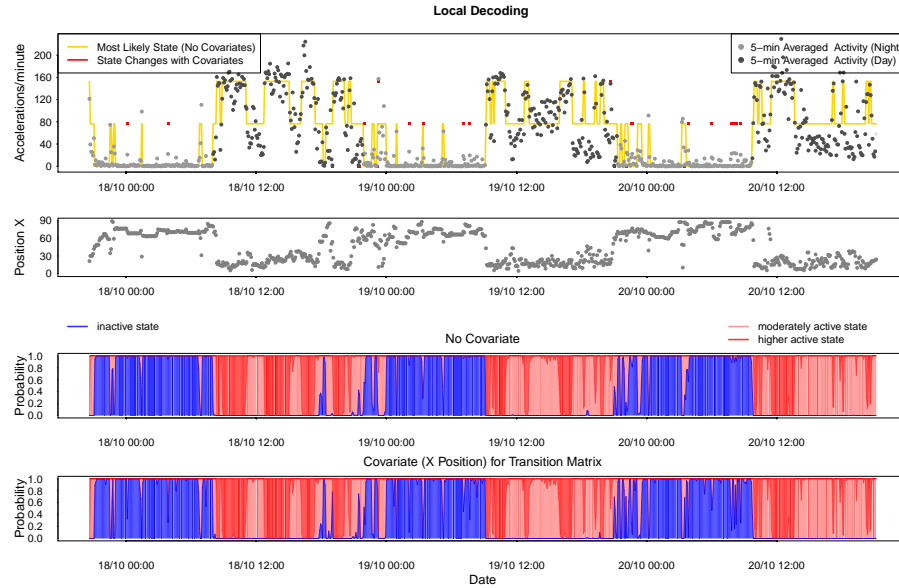 Local Decoding
Most Likely State (No Covariates)
State Changes with Covariates
5-min Averaged Activity (Night
5-min Averaged Activity (Day)
Accelerations/minute
200
160
120
80
40
0
18/10 00:00 18/10 12:00 19/10 00:00 19/10 12:00 20/10 00:00 20/10 12:00
Position X
90
60
30
0
18/10 00:00 18/10 12:00 19/10 00:00 19/10 12:00 20/10 00:00 20/10 12:00
inactive state
moderately active state
higher active state
No Covariate
Probability
1.0
0.8
0.6
0.4
0.2
0.0
18/10 00:00 18/10 12:00 19/10 00:00 19/10 12:00 20/10 00:00 20/10 12:00
Covariate (X Position) for Transition Matrix
Probability
1.0
0.8
0.6
0.4
0.2
0.0
18/10 00:00 18/10 12:00 19/10 00:00 19/10 12:00 20/10 00:00 20/10 12:00
Date